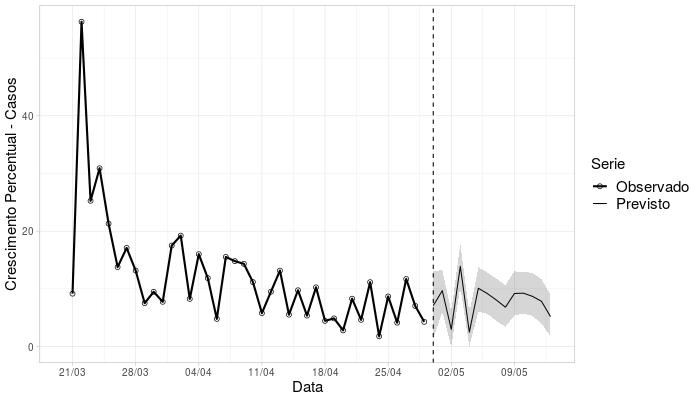 Crescimento Percentual - Casos
40
20
0
21/03 28/03 04/04 11/04 18/04 25/04 02/05 09/05
Data
Serie
Observado
Previsto